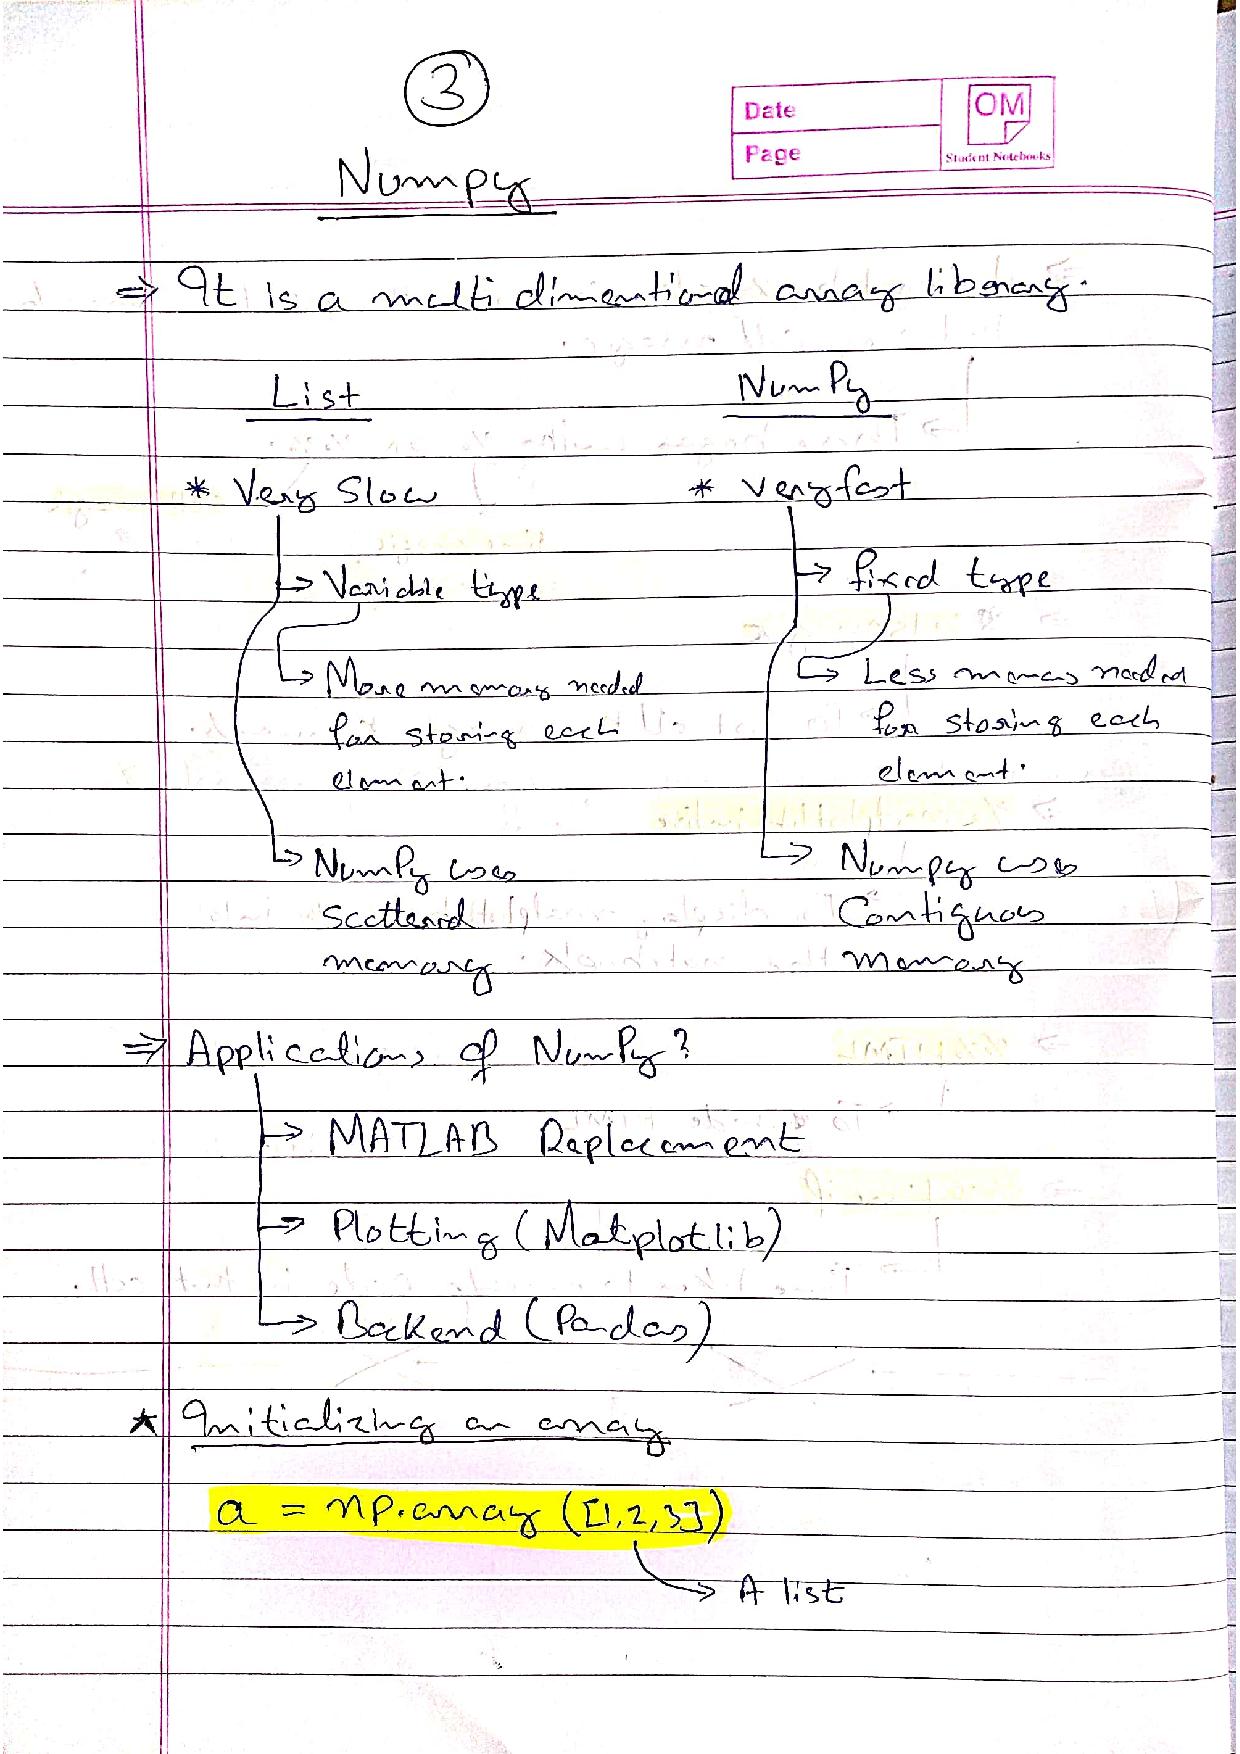 3
Date
Page
OM
Student Notebooks
Numpy
⇒ It is a multi dimentional array liberary.
List
NumPy
* Very Slow
* Very fast
→ Variable type
→ fixed type
→ More memory needed
for storing each
element.
→ Less memory needed
for storing each
element.
→ NumPy uses
Scattered
memory
→ Numpy uses
Contiguous
Memory
⇒ Applications of NumPy?
→ MATLAB Replacement
→ Plotting (Matplotlib)
→ Backend (Pandas)
* Initializing an array
a = np.array ([1,2,3])
→ A list